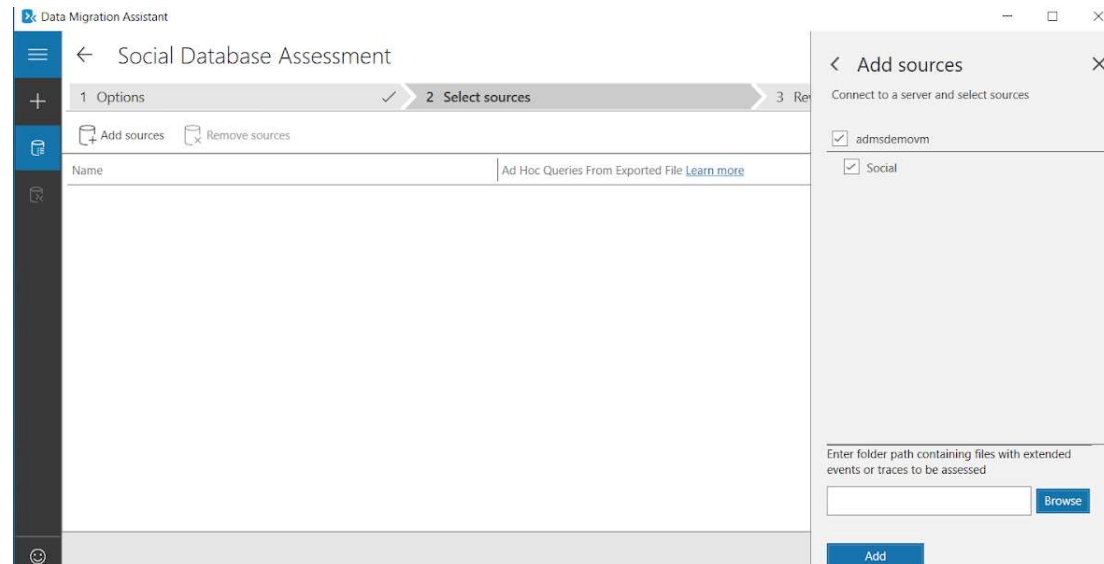 Data Migration Assistant
Social Database Assessment
1 Options
2 Select sources
3
Add sources
Remove sources
Name
Ad Hoc Queries From Exported File Learn more
Add sources
Connect to a server and select sources
admsdemovm
Social
Enter folder path containing files with extended
events or traces to be assessed
Browse
Add